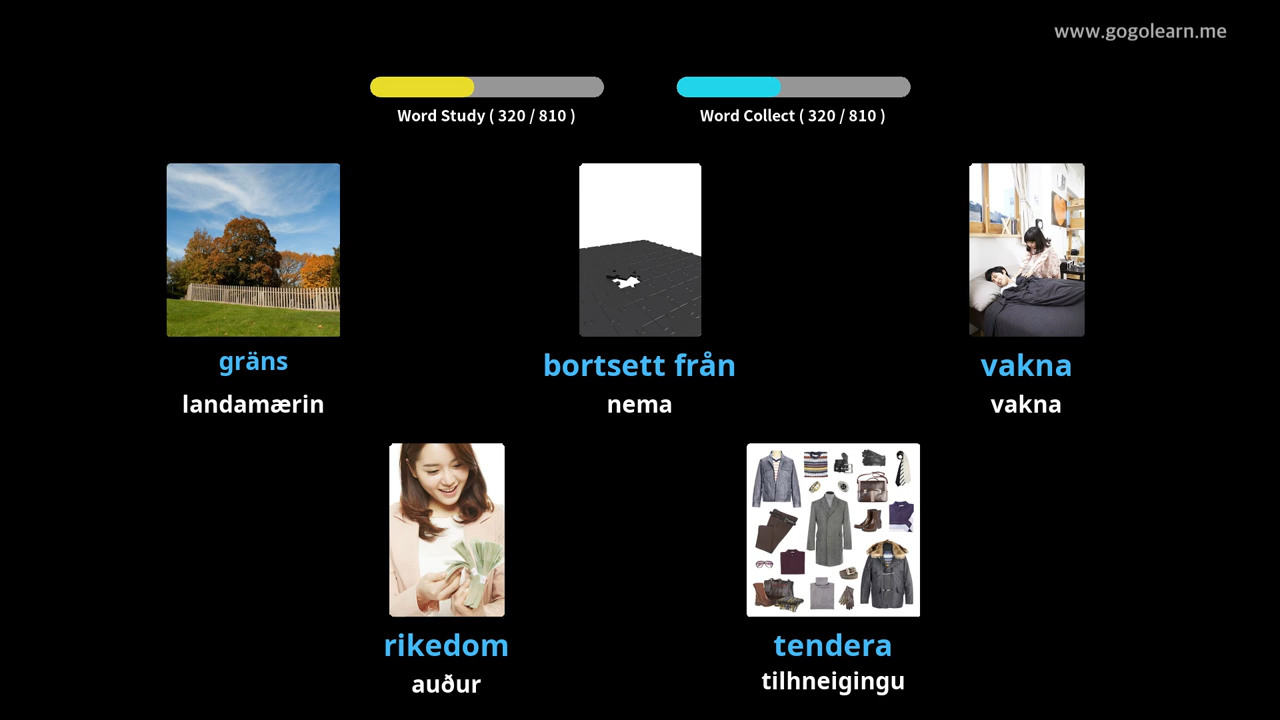 www.gogolearn.me
Word Study ( 320 / 810 )
Word Collect ( 320 / 810 )
gräns
landamærin
bortsett från
nema
vakna
vakna
rikedom
auður
tendera
tilhneigingu